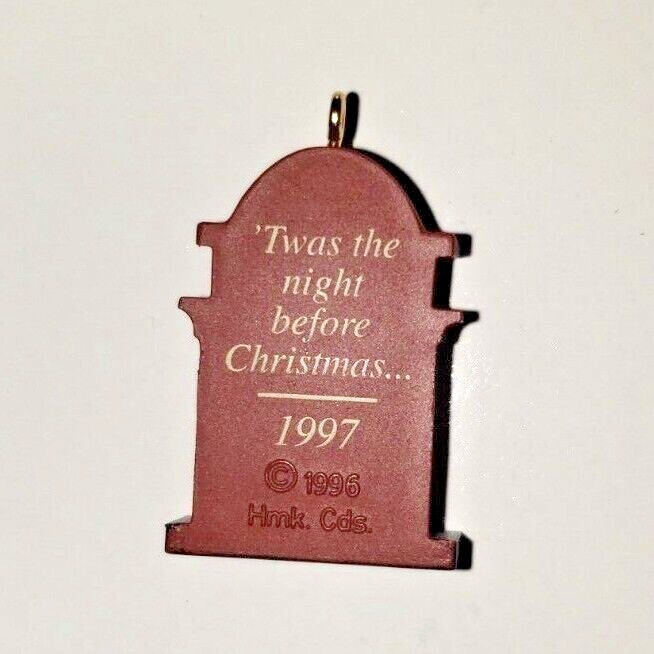 'Twas the
night
before
Christmas...
1997
© 1996
Hmk. Cds.